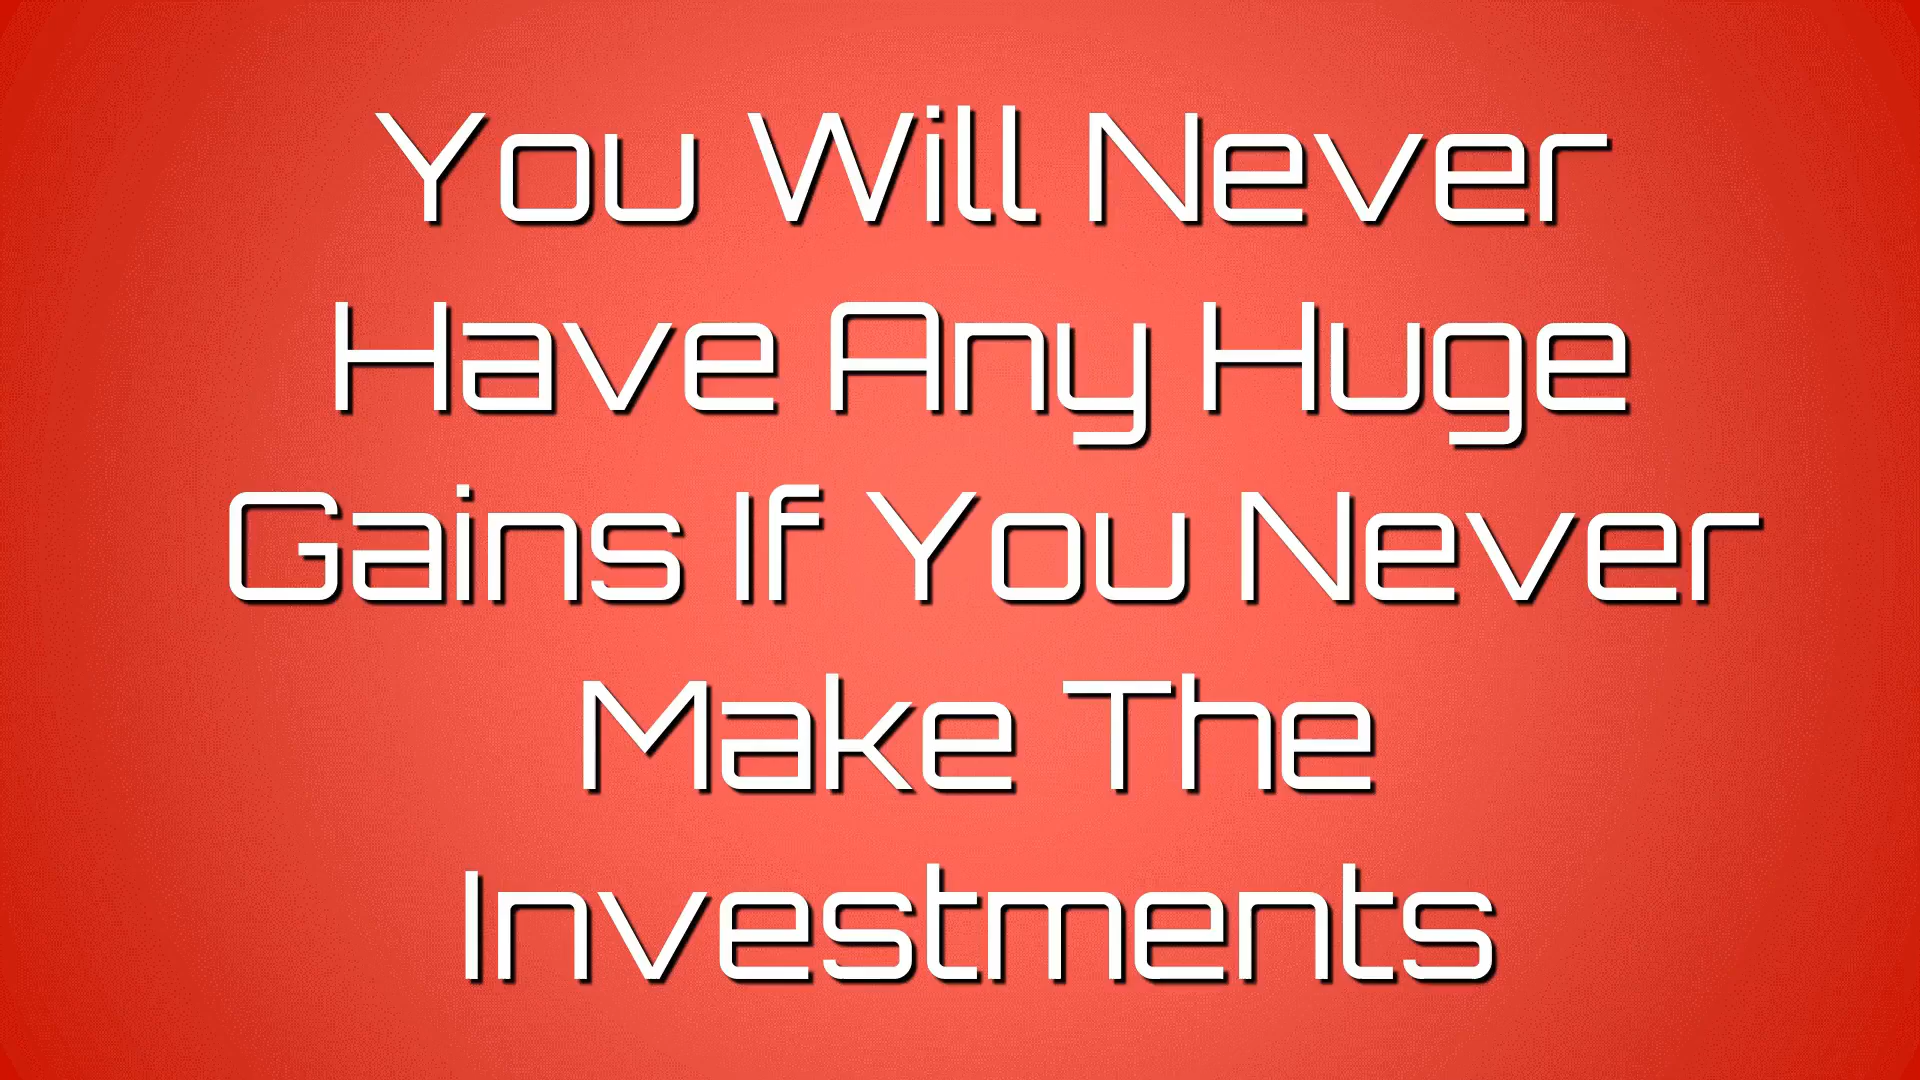 You Will Never
Have Any Huge
Gains If You Never
Make The
Investments